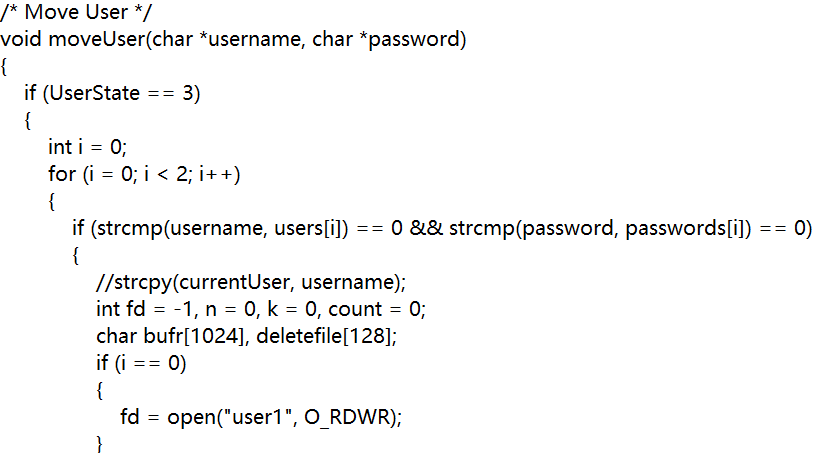 /* Move User */
void moveUser(char *username, char *password)
{
if (UserState == 3)
{
int i = 0;
for (i = 0; i < 2; i++)
{
if (strcmp(username, users[i]) == 0 && strcmp(password, passwords[i]) == 0)
{
//strcpy(currentUser, username);
int fd = -1, n = 0, k = 0, count = 0;
char bufr[1024], deletefile[128];
if (i == 0)
{
fd = open("user1", O_RDWR);
}